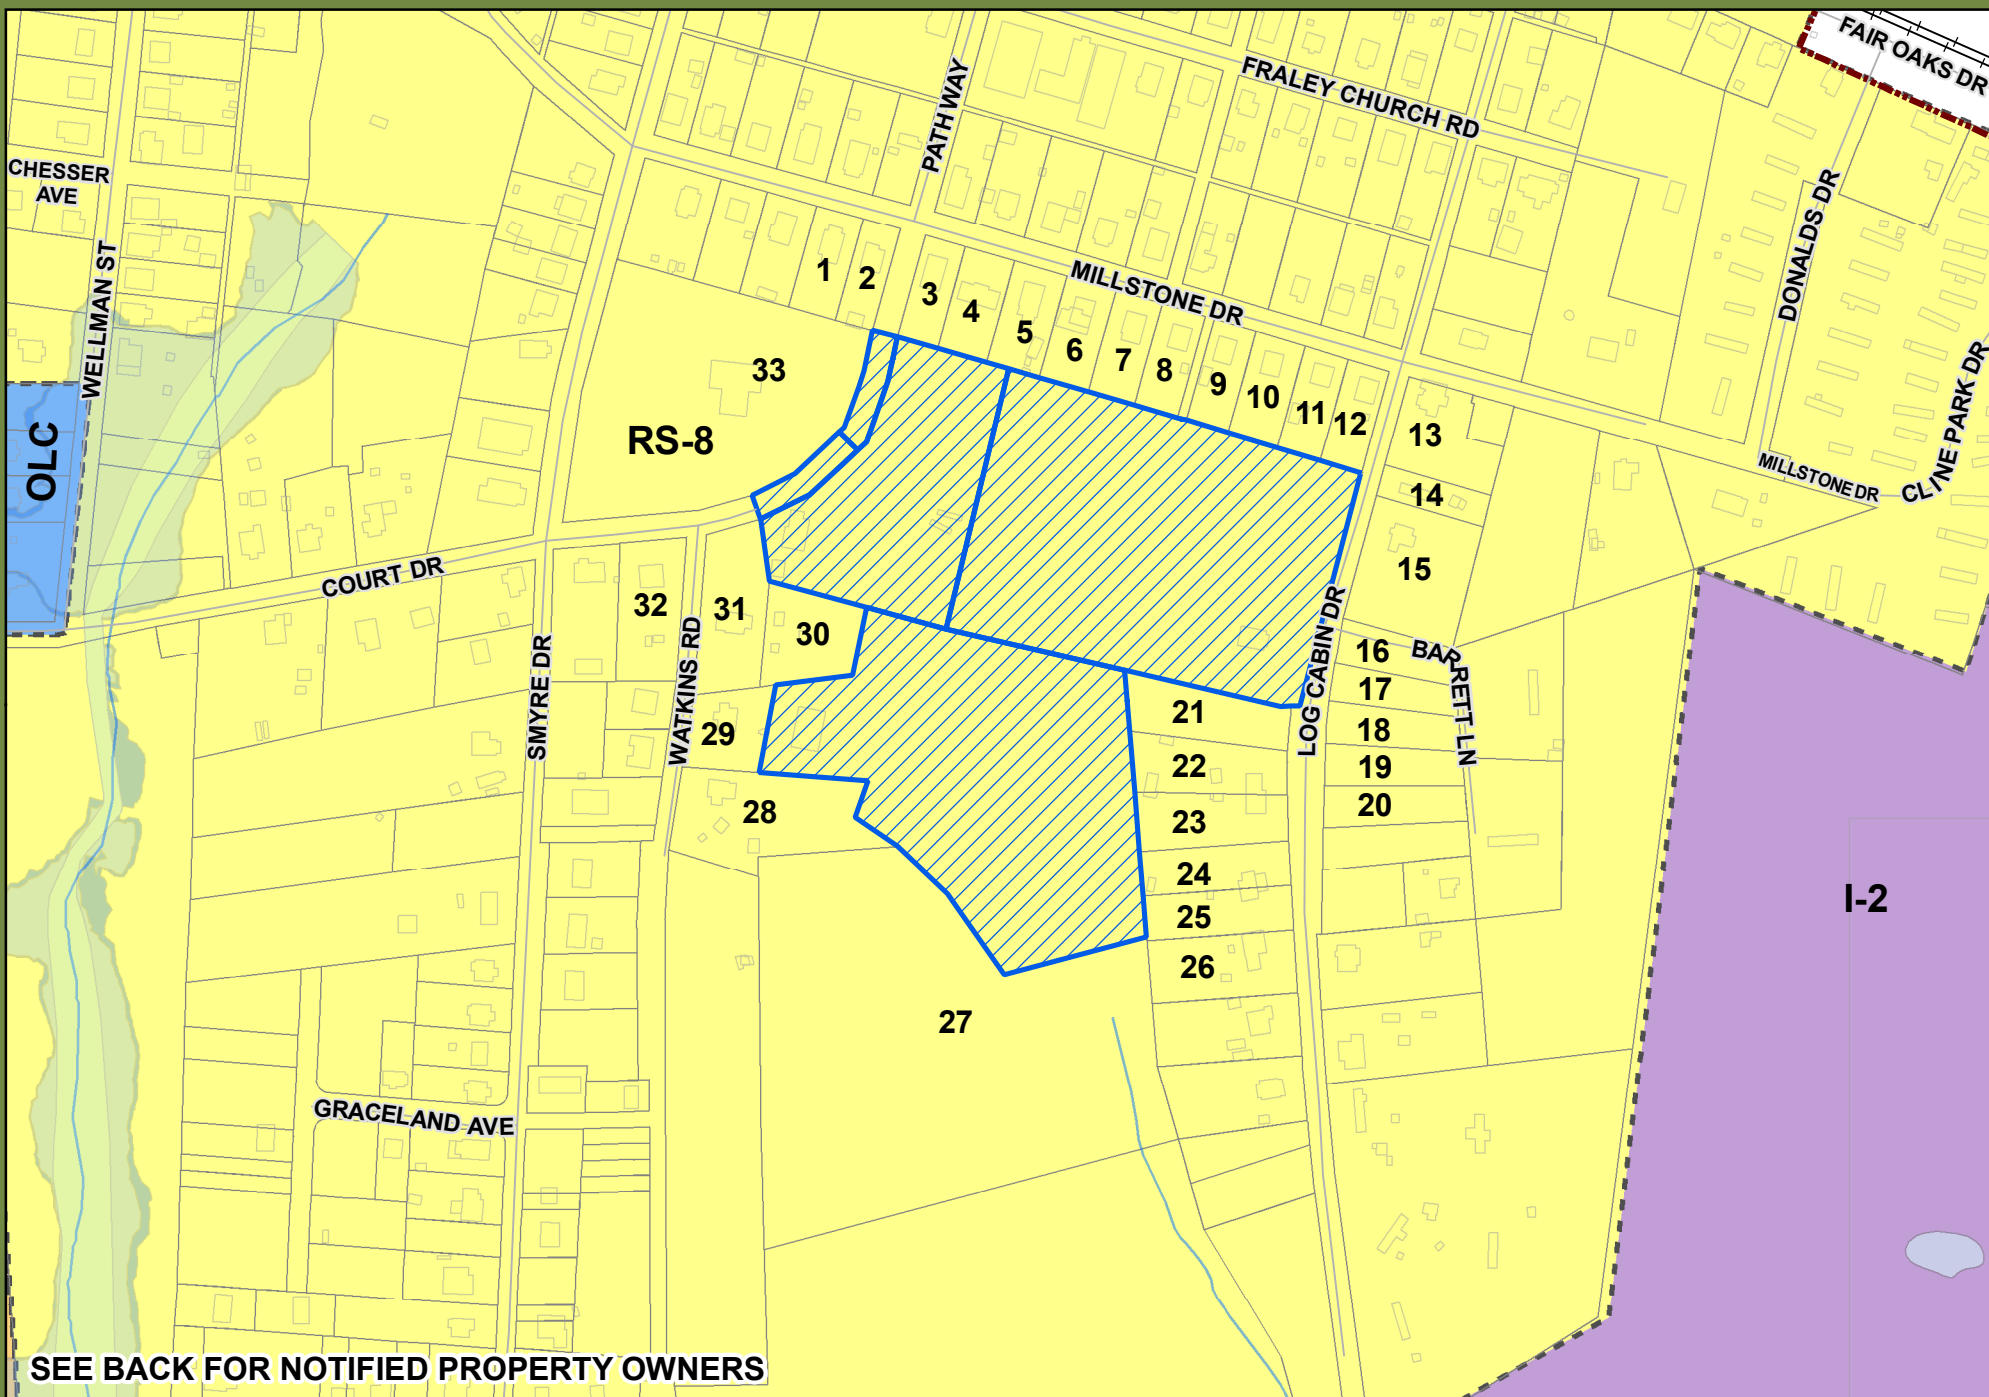 FAIR OAKS DR
FRALEY CHURCH RD
PATHWAY
CHESSER
AVE
DONALDS DR
WELLMAN ST
1
2
3
4
MILLSTONE DR
5
6
7
8
9
10
11
12
13
14
15
33
RS-8
OLC
CLINE PARK DR
MILLSTONE DR
COURT DR
32
31
30
SMYRE DR
WATKINS RD
LOG CABIN DR
BARRETT LN
16
17
18
19
20
21
22
23
24
25
26
29
28
27
I-2
GRACELAND AVE
SEE BACK FOR NOTIFIED PROPERTY OWNERS